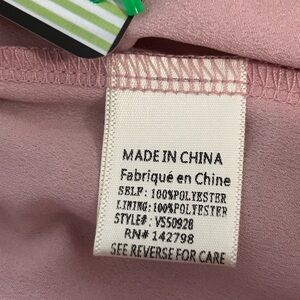 MADE IN CHINA
Fabriqué en Chine
SELF: 100%POLYESTER
LINING: 100%POLYESTER
STYLE#: VS50928
RN# 142798
SEE REVERSE FOR CARE